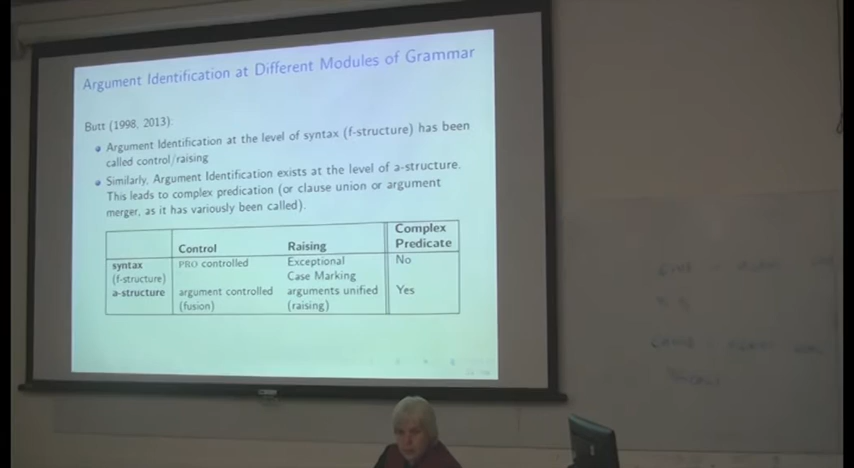 Argument Identification at Different Modules of Grammar
Butt (1998, 2013):
Argument Identification at the level of syntax (f-structure) has been
called control/raising
Similarly, Argument Identification exists at the level of a-structure.
This leads to complex predication (or clause union or argument
merger, as it has variously been called).
Complex
Control Raising Predicate
syntax PRO controlled Exceptional No
(f-structure) Case Marking
a-structure argument controlled arguments unified Yes
(fusion) (raising)